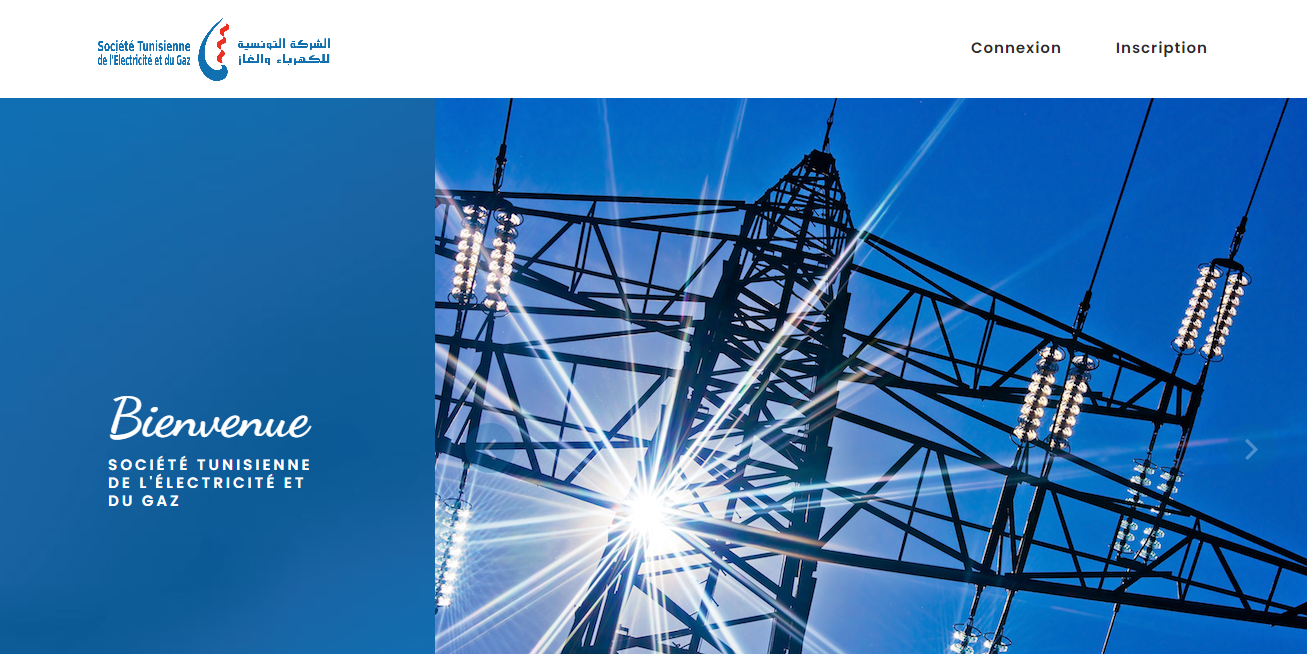 Société Tunisienne
de l'Electricité et du Gaz
الشركة التونسية
للكهرباء والغاز
Connexion
Inscription
Bienvenue
SOCIÉTÉ TUNISIENNE
DE L'ÉLECTRICITÉ ET
DU GAZ